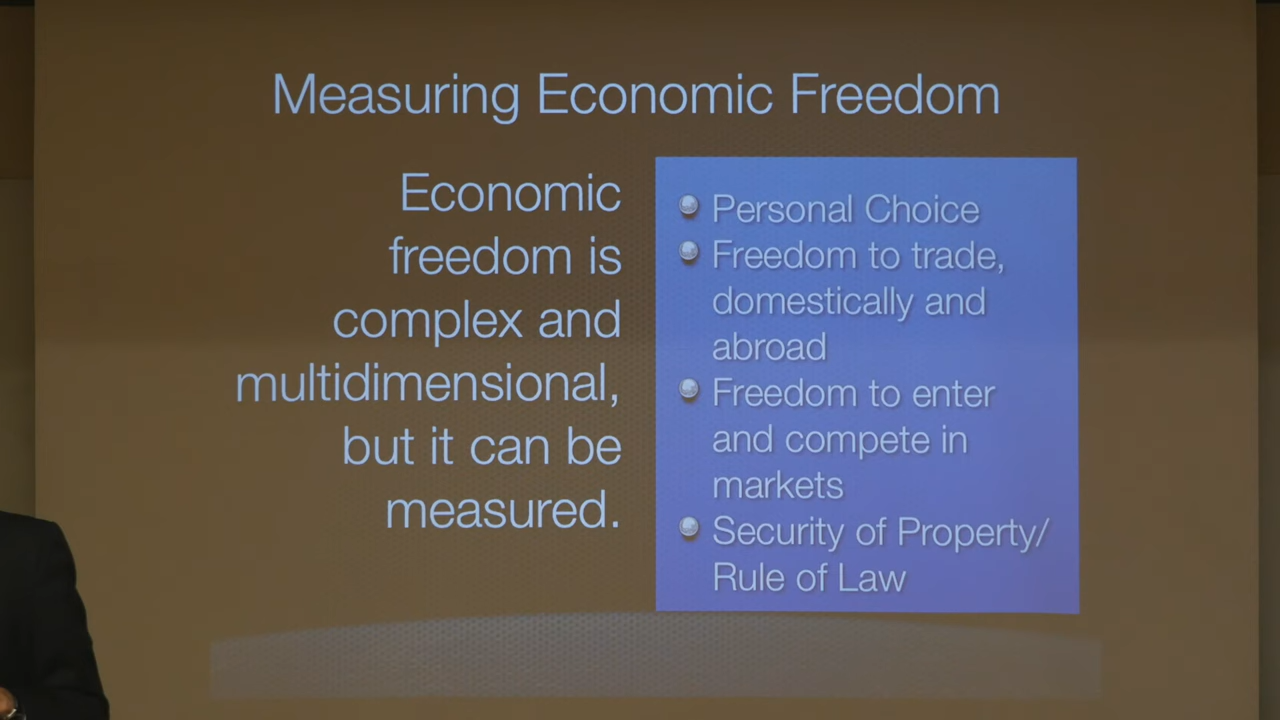 Measuring Economic Freedom
Economic
freedom is
complex and
multidimensional,
but it can be
measured.
Personal Choice
Freedom to trade,
domestically and
abroad
Freedom to enter
and compete in
markets
Security of Property/
Rule of Law